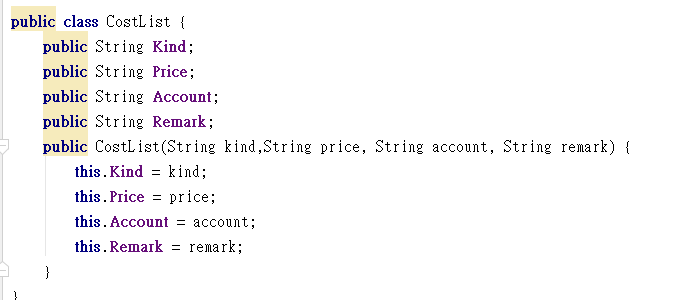 public class CostList {
public String Kind;
public String Price;
public String Account;
public String Remark;
public CostList(String kind,String price, String account, String remark) {
this.Kind = kind;
this.Price = price;
this.Account = account;
this.Remark = remark;
}
}